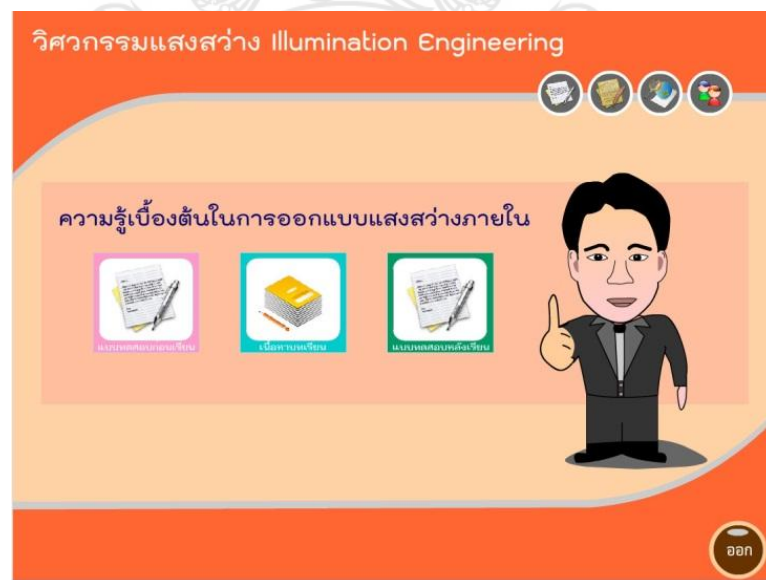 วิศวกรรมแสงสว่าง Illumination Engineering
ความรู้เบื้องต้นในการออกแบบแสงสว่างภายใน
แบบทดสอบก่อนเรียน
เนื้อหาบทเรียน
แบบทดสอบหลังเรียน
ออก